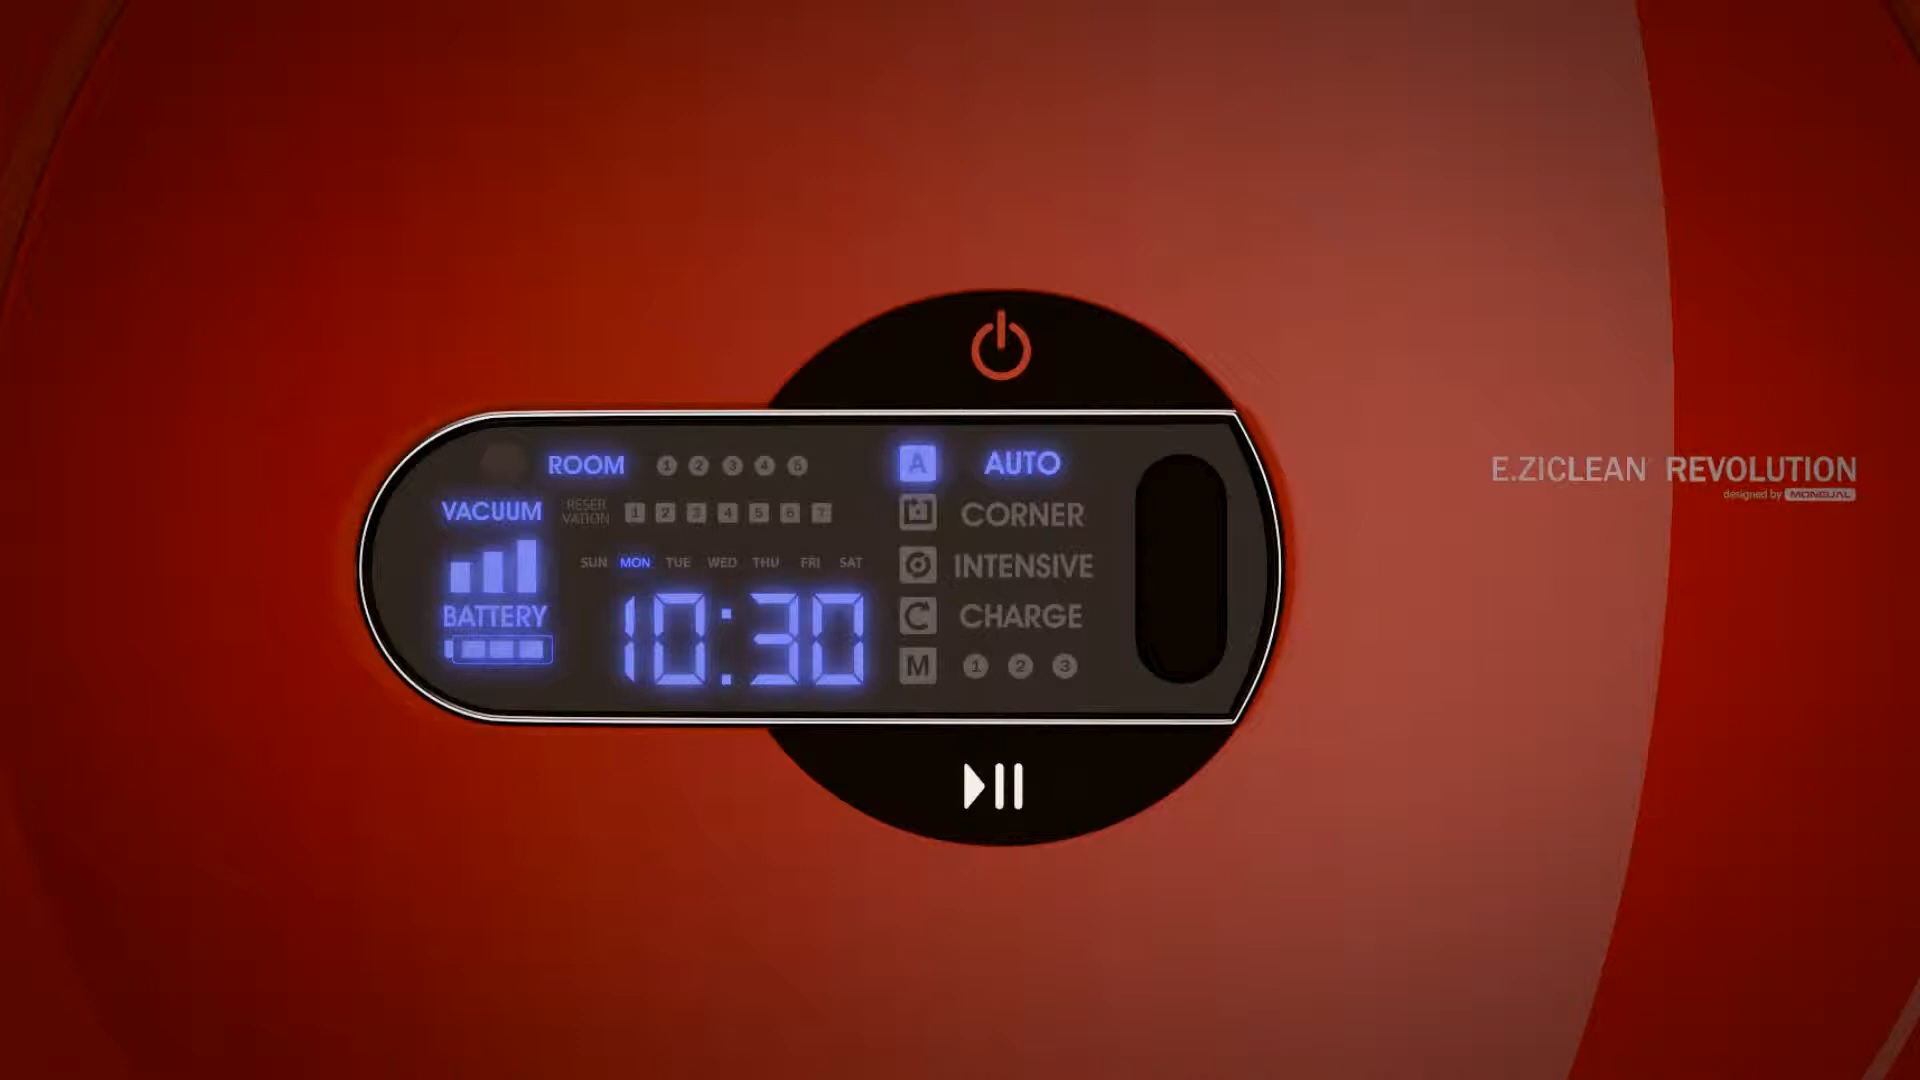 ROOM 1 2 3 4 5
VACUUM
RESER
VATION
1 2 3 4 5 6 7
SUN MON TUE WED THU FRI SAT
10:30
BATTERY
A AUTO
CORNER
INTENSIVE
C CHARGE
M 1 2 3
E.ZICLEAN REVOLUTION
designed by MONEUAL